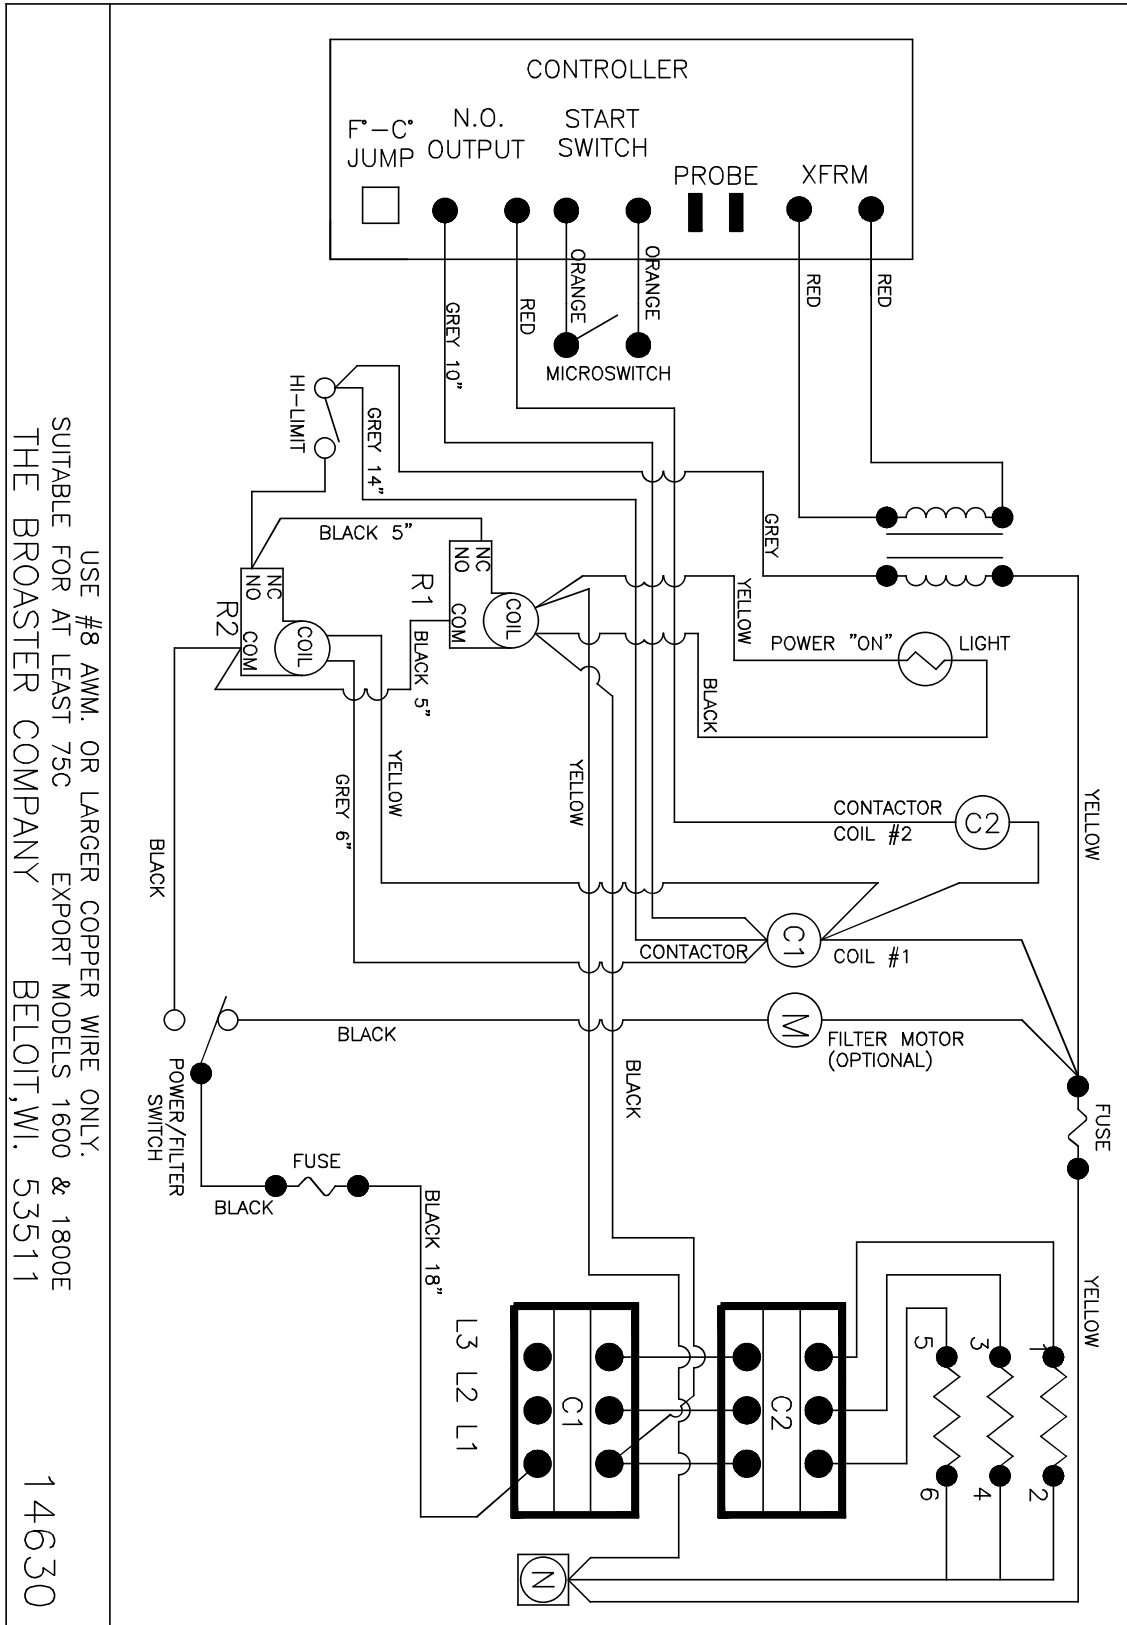 CONTROLLER
F°-C°
JUMP
N.O.
OUTPUT
START
SWITCH
PROBE
XFRM
GREY 10"
RED
ORANGE
ORANGE
RED
RED
MICROSWITCH
HI-LIMIT
GREY 14"
BLACK 5"
GREY
NC
NO
COM
COIL
R1
NC
NO
COM
COIL
R2
BLACK 5"
YELLOW
POWER "ON"
LIGHT
BLACK
YELLOW
GREY 6"
YELLOW
YELLOW
CONTACTOR
COIL #2
C2
BLACK
CONTACTOR
C1
COIL #1
BLACK
M
FILTER MOTOR
(OPTIONAL)
POWER/FILTER
SWITCH
BLACK
FUSE
BLACK
FUSE
BLACK 18"
YELLOW
L3 L2 L1
C1
C2
5
3
1
6
4
2
N
USE #8 AWM. OR LARGER COPPER WIRE ONLY.
SUITABLE FOR AT LEAST 75C EXPORT MODELS 1600 & 1800E
THE BROASTER COMPANY BELOIT,WI. 53511
14630